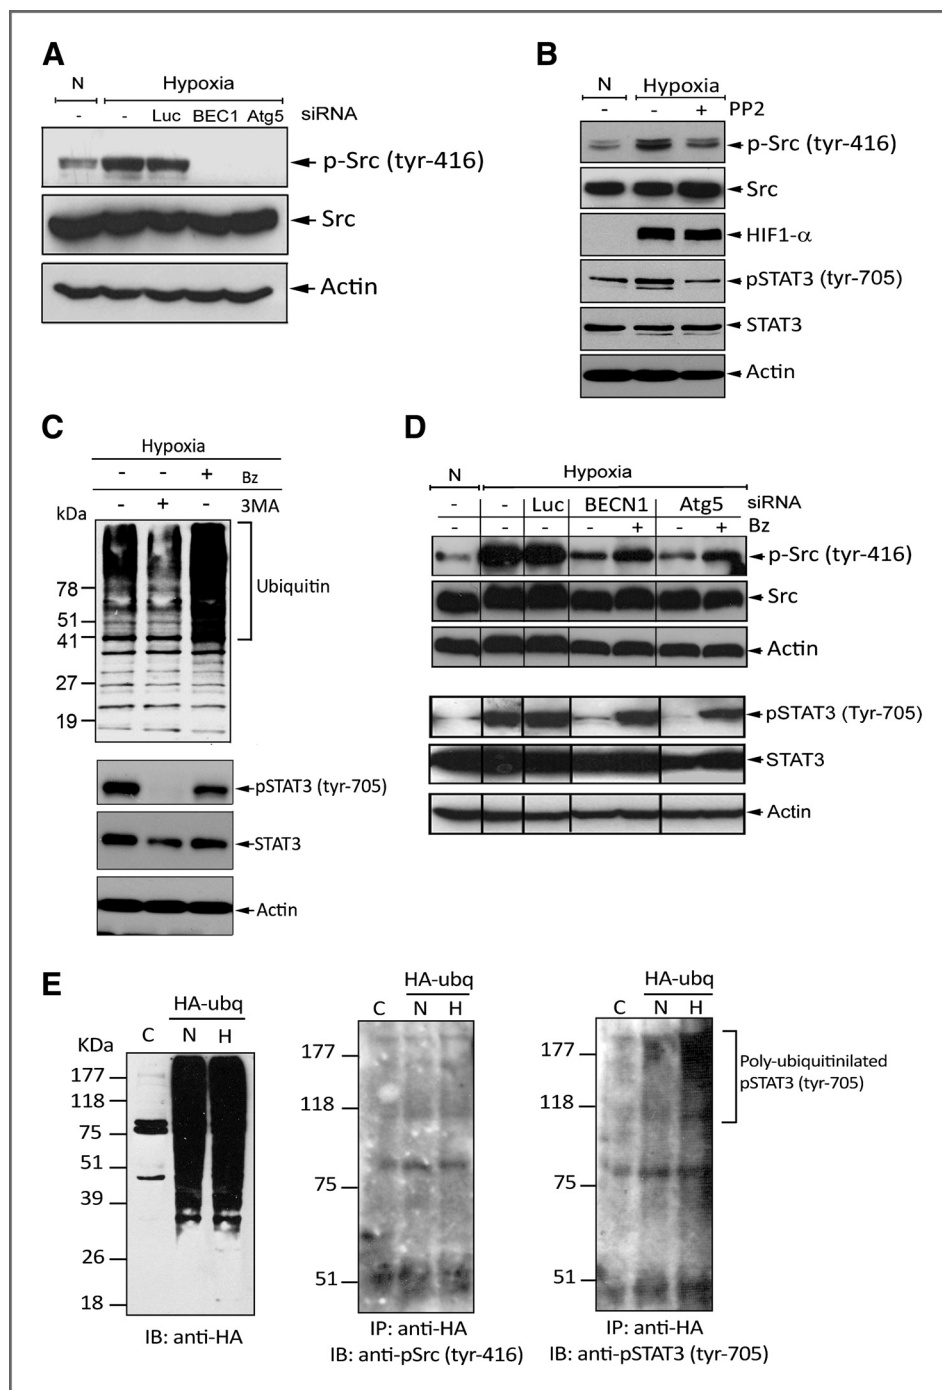 A
N Hypoxia
- - Luc BEC1 Atg5 siRNA
p-Src (tyr-416)
Src
Actin
B
N Hypoxia
- - + PP2
p-Src (tyr-416)
Src
HIF1-α
pSTAT3 (tyr-705)
STAT3
Actin
C
Hypoxia
- - + Bz
- + - 3MA
kDa
78
51
41
27
19
Ubiquitin
pSTAT3 (tyr-705)
STAT3
Actin
D
N Hypoxia
- - Luc BECN1 Atg5 siRNA
- - - - + - + Bz
p-Src (tyr-416)
Src
Actin
pSTAT3 (Tyr-705)
STAT3
Actin
E
HA-ubq
C N H
KDa
177
118
75
51
39
26
18
IB: anti-HA
HA-ubq
C N H
177
118
75
51
IP: anti-HA
IB: anti-pSrc (tyr-416)
HA-ubq
C N H
177
118
75
51
Poly-ubiquitinilated
pSTAT3 (tyr-705)
IP: anti-HA
IB: anti-pSTAT3 (tyr-705)